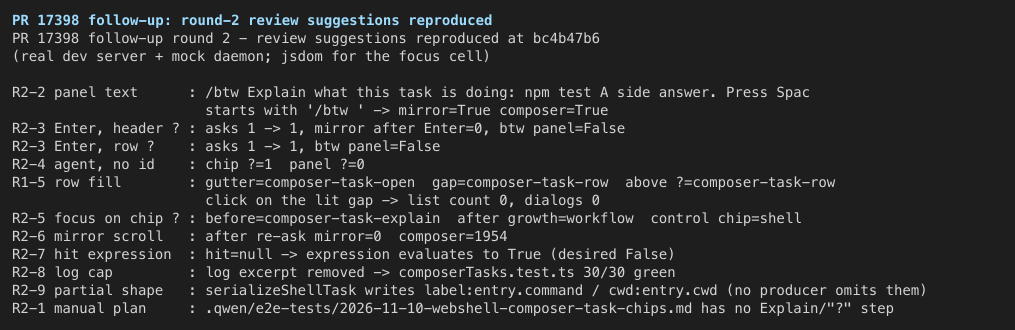 PR 17398 follow-up: round-2 review suggestions reproduced
PR 17398 follow-up round 2 - review suggestions reproduced at bc4b47b6
(real dev server + mock daemon; jsdom for the focus cell)
R2-2 panel text      : /btw Explain what this task is doing: npm test A side answer. Press Spac
                       starts with '/btw ' -> mirror=True composer=True
R2-3 Enter, header ? : asks 1 -> 1, mirror after Enter=0, btw panel=False
R2-3 Enter, row ?    : asks 1 -> 1, btw panel=False
R2-4 agent, no id    : chip ?=1  panel ?=0
R1-5 row fill        : gutter=composer-task-open  gap=composer-task-row  above ?=composer-task-row
                       click on the lit gap -> list count 0, dialogs 0
R2-5 focus on chip ? : before=composer-task-explain  after growth=workflow  control chip=shell
R2-6 mirror scroll   : after re-ask mirror=0  composer=1954
R2-7 hit expression  : hit=null -> expression evaluates to True (desired False)
R2-8 log cap         : log excerpt removed -> composerTasks.test.ts 30/30 green
R2-9 partial shape   : serializeShellTask writes label:entry.command / cwd:entry.cwd (no producer omits them)
R2-1 manual plan     : .qwen/e2e-tests/2026-11-10-webshell-composer-task-chips.md has no Explain/"?" step